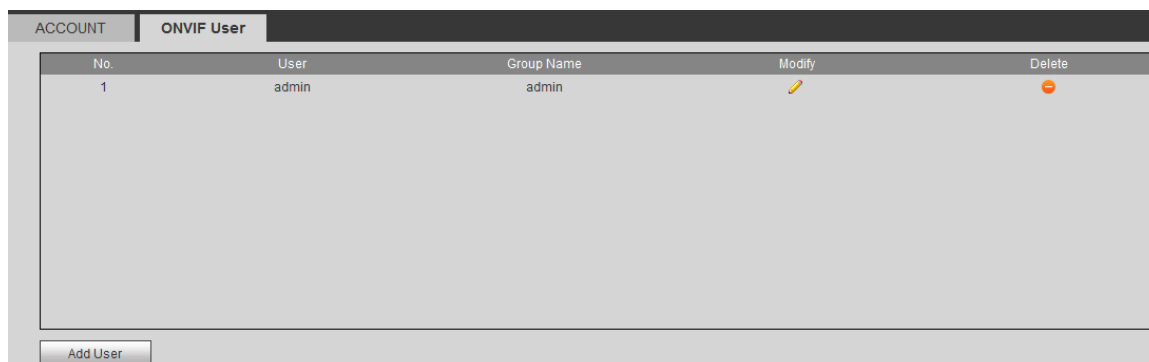 ACCOUNT ONVIF User
No. User Group Name Modify Delete
1 admin admin
Add User